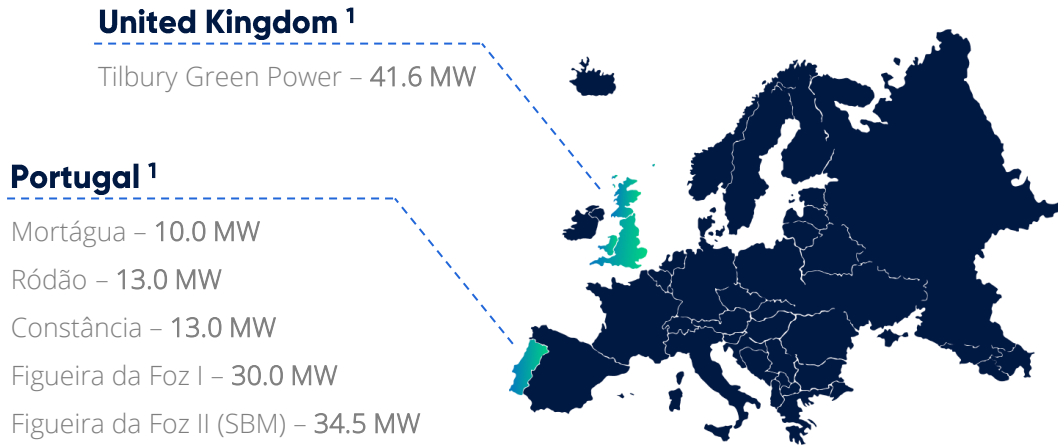 United Kingdom ¹
Tilbury Green Power – 41.6 MW
Portugal ¹
Mortágua – 10.0 MW
Ródão – 13.0 MW
Constância – 13.0 MW
Figueira da Foz I – 30.0 MW
Figueira da Foz II (SBM) – 34.5 MW